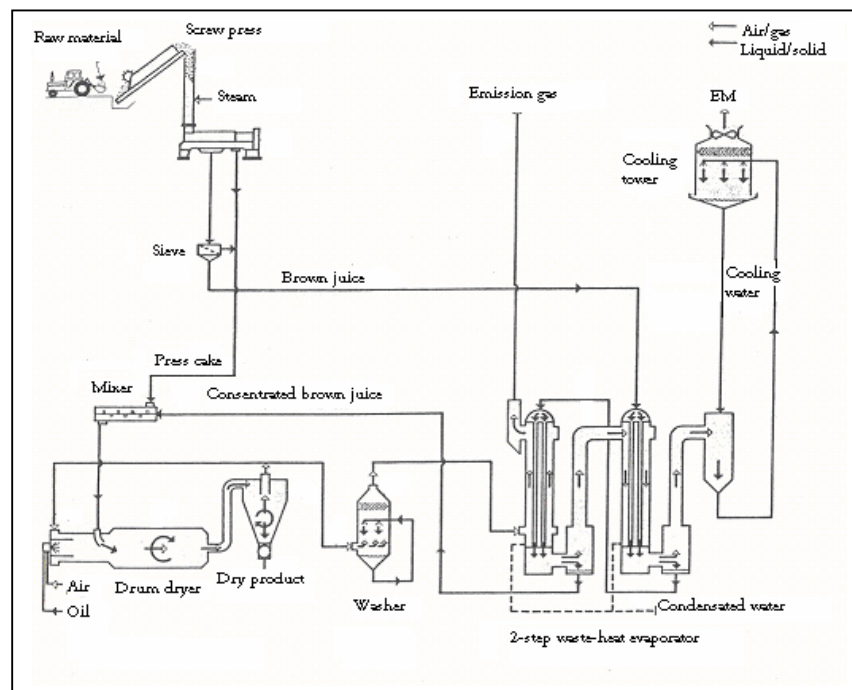 Screw press
Raw material
Air/gas
Liquid/solid
Steam
Emission gas
EM
Cooling
tower
Sieve
Brown juice
Cooling
water
Press cake
Mixer
Consentrated brown juice
Air
Oil
Drum dryer
Dry product
Washer
Condensated water
2-step waste-heat evaporator